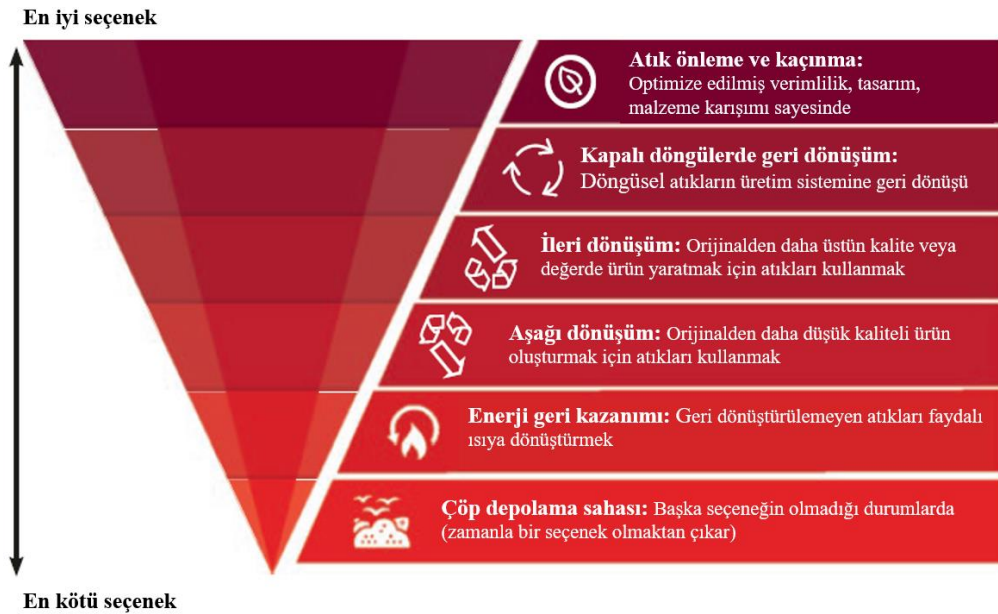 En iyi seçenek
Atık önleme ve kaçınma:
Optimize edilmiş verimlilik, tasarım,
malzeme karışımı sayesinde
Kapalı döngülerde geri dönüşüm:
Döngüsel atıkların üretim sistemine geri dönüşü
İleri dönüşüm: Orijinalden daha üstün kalite veya
değerde ürün yaratmak için atıkları kullanmak
Aşağı dönüşüm: Orijinalden daha düşük kaliteli ürün
oluşturmak için atıkları kullanmak
Enerji geri kazanımı: Geri dönüştürülemeyen atıkları faydalı
ısıya dönüştürmek
Çöp depolama sahası: Başka seçeneğin olmadığı durumlarda
(zamanla bir seçenek olmaktan çıkar)
En kötü seçenek